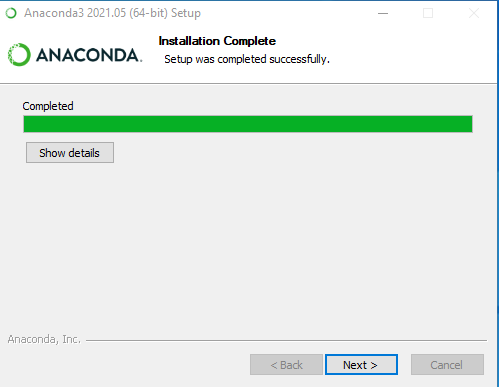 Anaconda3 2021.05 (64-bit) Setup
Installation Complete
Setup was completed successfully.
ANACONDA.
Completed
Show details
Anaconda, Inc.
< Back
Next >
Cancel